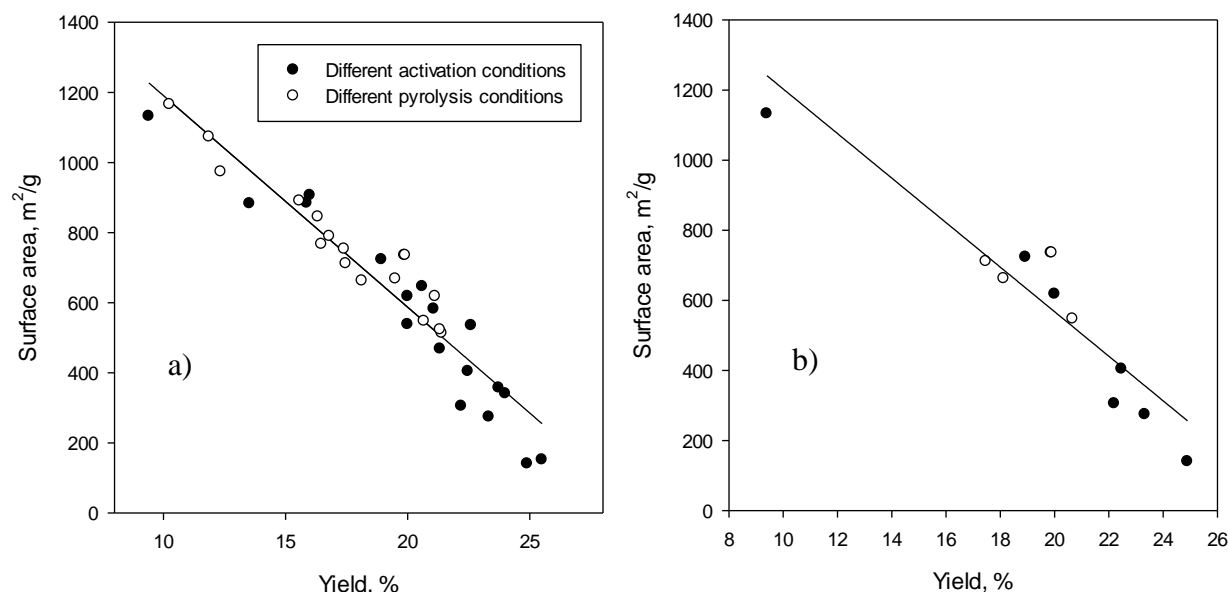 1400
1200
1000
800
600
400
200
0
Surface area, m²/g
Different activation conditions
Different pyrolysis conditions
a)
10 15 20 25
Yield, %
1400
1200
1000
800
600
400
200
0
Surface area, m²/g
b)
8 10 12 14 16 18 20 22 24 26
Yield, %